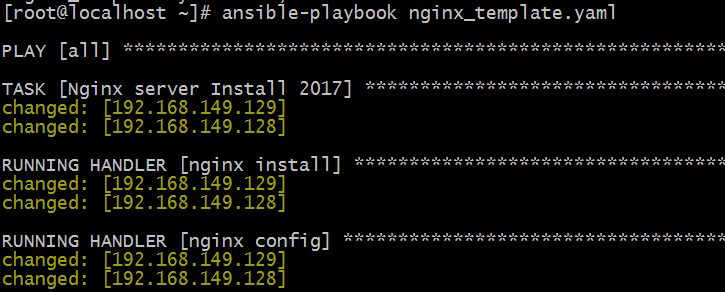 [root@localhost ~]# ansible-playbook nginx_template.yaml
PLAY [all] *******************************************************
TASK [Nginx server Install 2017] *********************************
changed: [192.168.149.129]
changed: [192.168.149.128]
RUNNING HANDLER [nginx install] **********************************
changed: [192.168.149.129]
changed: [192.168.149.128]
RUNNING HANDLER [nginx config] ***********************************
changed: [192.168.149.129]
changed: [192.168.149.128]